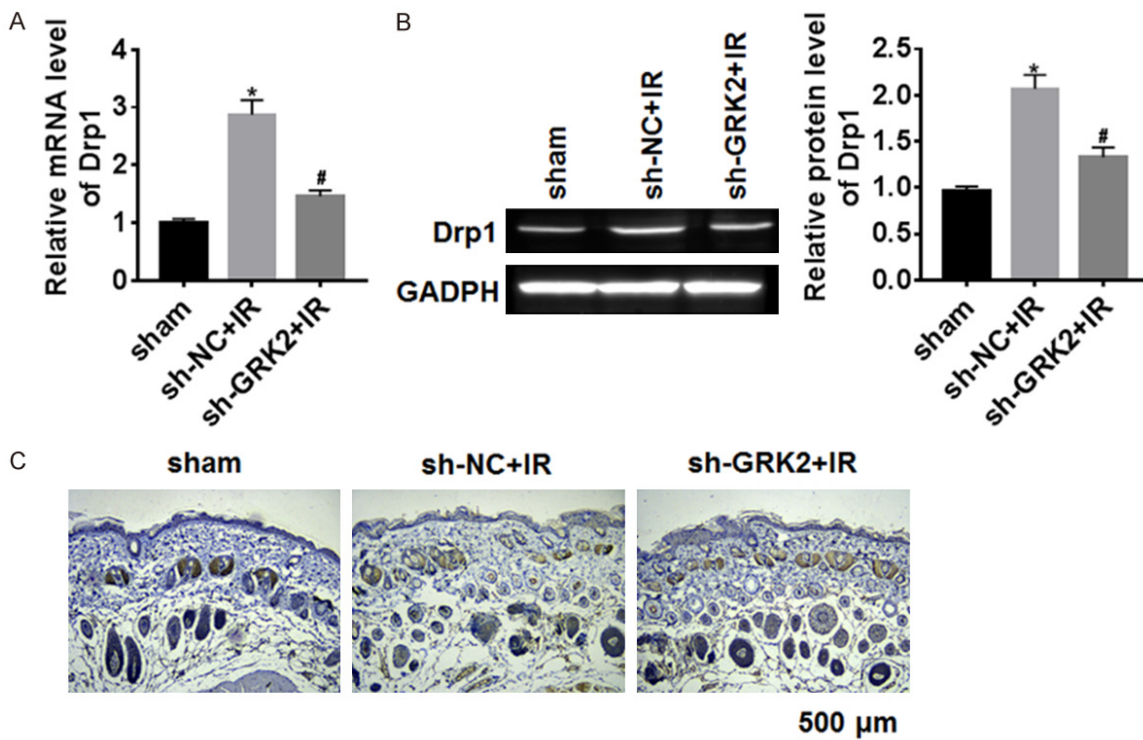 A
Relative mRNA level
of Drp1
4
3
2
1
0
*
#
sham
sh-NC+IR
sh-GRK2+IR
B
sham
sh-NC+IR
sh-GRK2+IR
Drp1
GADPH
Relative protein level
of Drp1
2.5
2.0
1.5
1.0
0.5
0.0
*
#
sham
sh-NC+IR
sh-GRK2+IR
C
sham
sh-NC+IR
sh-GRK2+IR
500 μm